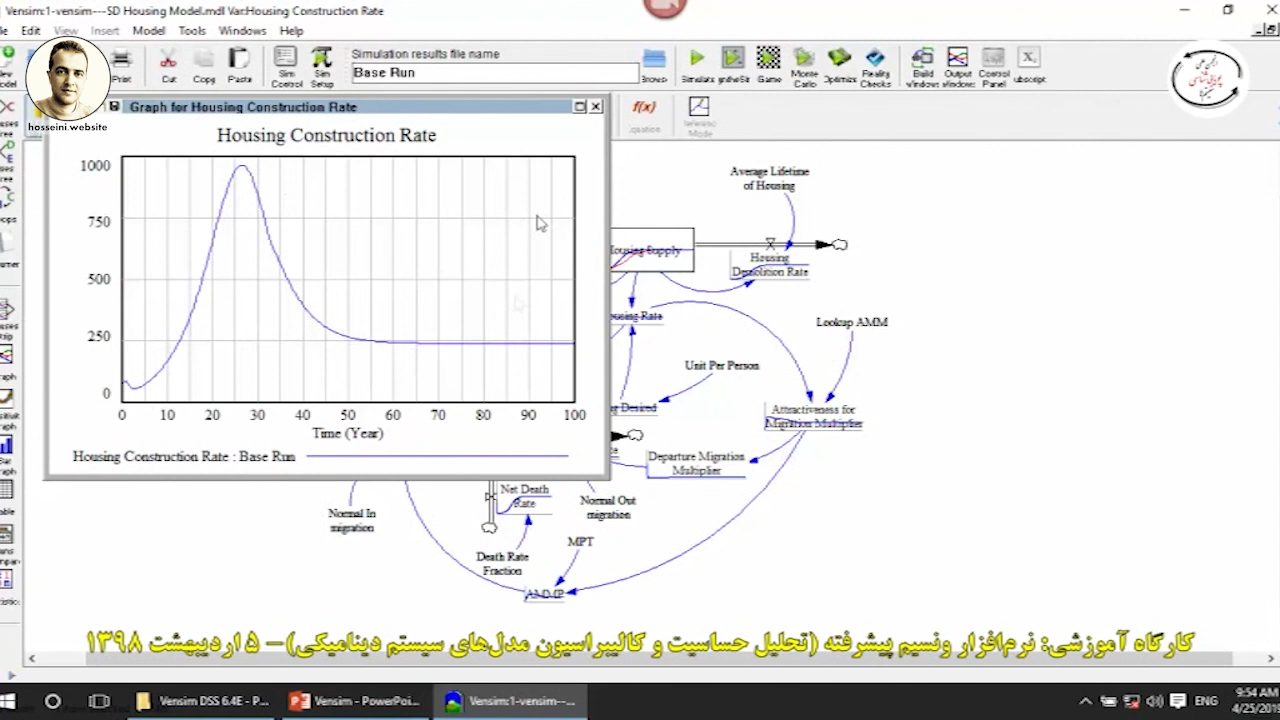 Vensim:1-vensim---SD Housing Model.mdl Var:Housing Construction Rate
Edit View Insert Model Tools Windows Help
Simulation results file name
Base Run
Print Cut Copy Paste Sim Control Sim Setup Browse Simulate Game Monte Carlo Optimize Reality Checks Build Windows Output Windows Control Panel
hosseini.website
Graph for Housing Construction Rate
Housing Construction Rate
1000
750
500
250
0
0 10 20 30 40 50 60 70 80 90 100
Time (Year)
Housing Construction Rate : Base Run
Average Lifetime
of Housing
Housing Supply
Housing
Demolition Rate
Lookup AMM
Unit Per Person
Desired
Attractiveness for
Migration Multiplier
Departure Migration
Multiplier
Net Death
Rate
Normal Out
migration
Normal In
migration
MPT
Death Rate
Fraction
AMMP
کارگاه آموزشی: نرم‌افزار ونسیم پیشرفته (تحلیل حساسیت و کالیبراسیون مدل‌های سیستم دینامیکی)– ۵ اردیبهشت ۱۳۹۸
Vensim DSS 6.4E - P...
Vensim - PowerPoi...
Vensim:1-vensim--...
ENG
9:54 AM